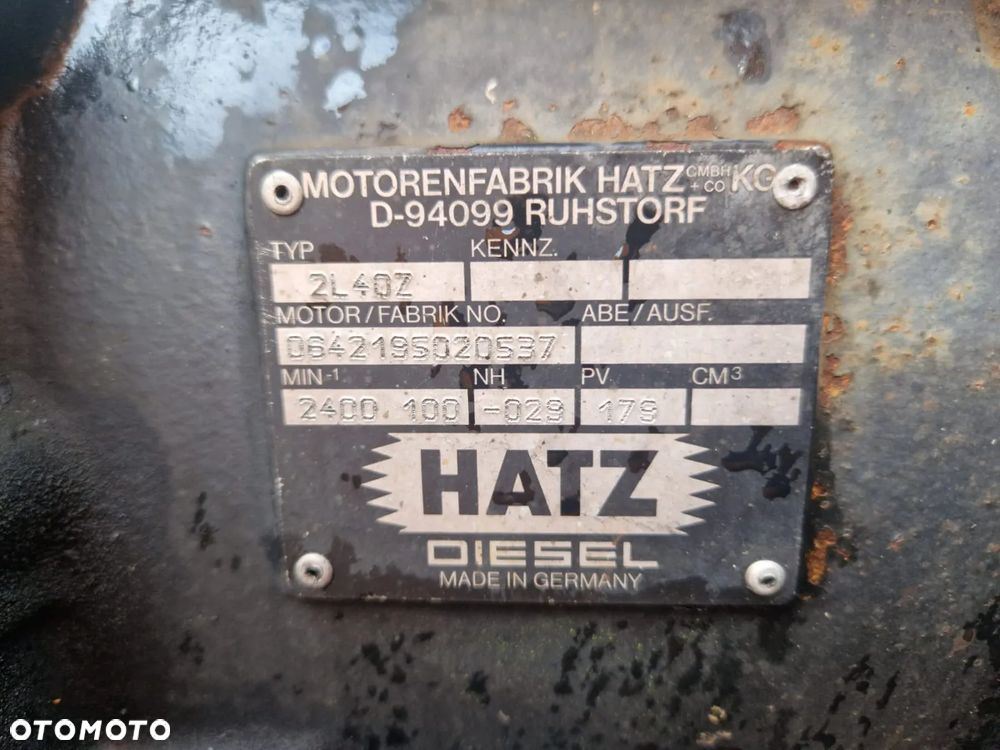 MOTORENFABRIK HATZ GMBH + CO KG
D-94099 RUHSTORF
TYP KENNZ.
2L40Z
MOTOR/FABRIK NO. ABE/AUSF.
0642195020537
MIN-1 NH PV CM3
2400 100 -029 179
HATZ
DIESEL
MADE IN GERMANY
OTOMOTO